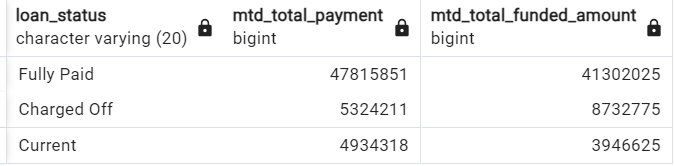 loan_status mtd_total_payment mtd_total_funded_amount
character varying (20) bigint bigint
Fully Paid 47815851 41302025
Charged Off 5324211 8732775
Current 4934318 3946625